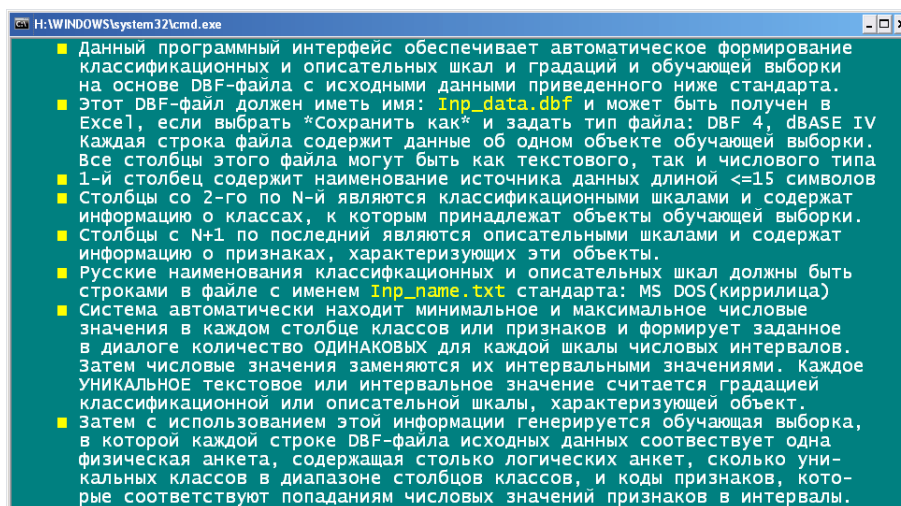 H:\WINDOWS\system32\cmd.exe
Данный программный интерфейс обеспечивает автоматическое формирование
классификационных и описательных шкал и градаций и обучающей выборки
на основе DBF-файла с исходными данными приведенного ниже стандарта.
Этот DBF-файл должен иметь имя: Inp_data.dbf и может быть получен в
Excel, если выбрать *Сохранить как* и задать тип файла: DBF 4, dBASE IV
Каждая строка файла содержит данные об одном объекте обучающей выборки.
Все столбцы этого файла могут быть как текстового, так и числового типа
1-й столбец содержит наименование источника данных длиной <=15 символов
Столбцы со 2-го по N-й являются классификационными шкалами и содержат
информацию о классах, к которым принадлежат объекты обучающей выборки.
Столбцы с N+1 по последний являются описательными шкалами и содержат
информацию о признаках, характеризующих эти объекты.
Русские наименования классифкационных и описательных шкал должны быть
строками в файле с именем Inp_name.txt стандарта: MS DOS(киррилица)
Система автоматически находит минимальное и максимальное числовые
значения в каждом столбце классов или признаков и формирует заданное
в диалоге количество ОДИНАКОВЫХ для каждой шкалы числовых интервалов.
Затем числовые значения заменяются их интервальными значениями. Каждое
УНИКАЛЬНОЕ текстовое или интервальное значение считается градацией
классификационной или описательной шкалы, характеризующей объект.
Затем с использованием этой информации генерируется обучающая выборка,
в которой каждой строке DBF-файла исходных данных соотвествует одна
физическая анкета, содержащая столько логических анкет, сколько уни-
кальных классов в диапазоне столбцов классов, и коды признаков, кото-
рые соответствуют попаданиям числовых значений признаков в интервалы.